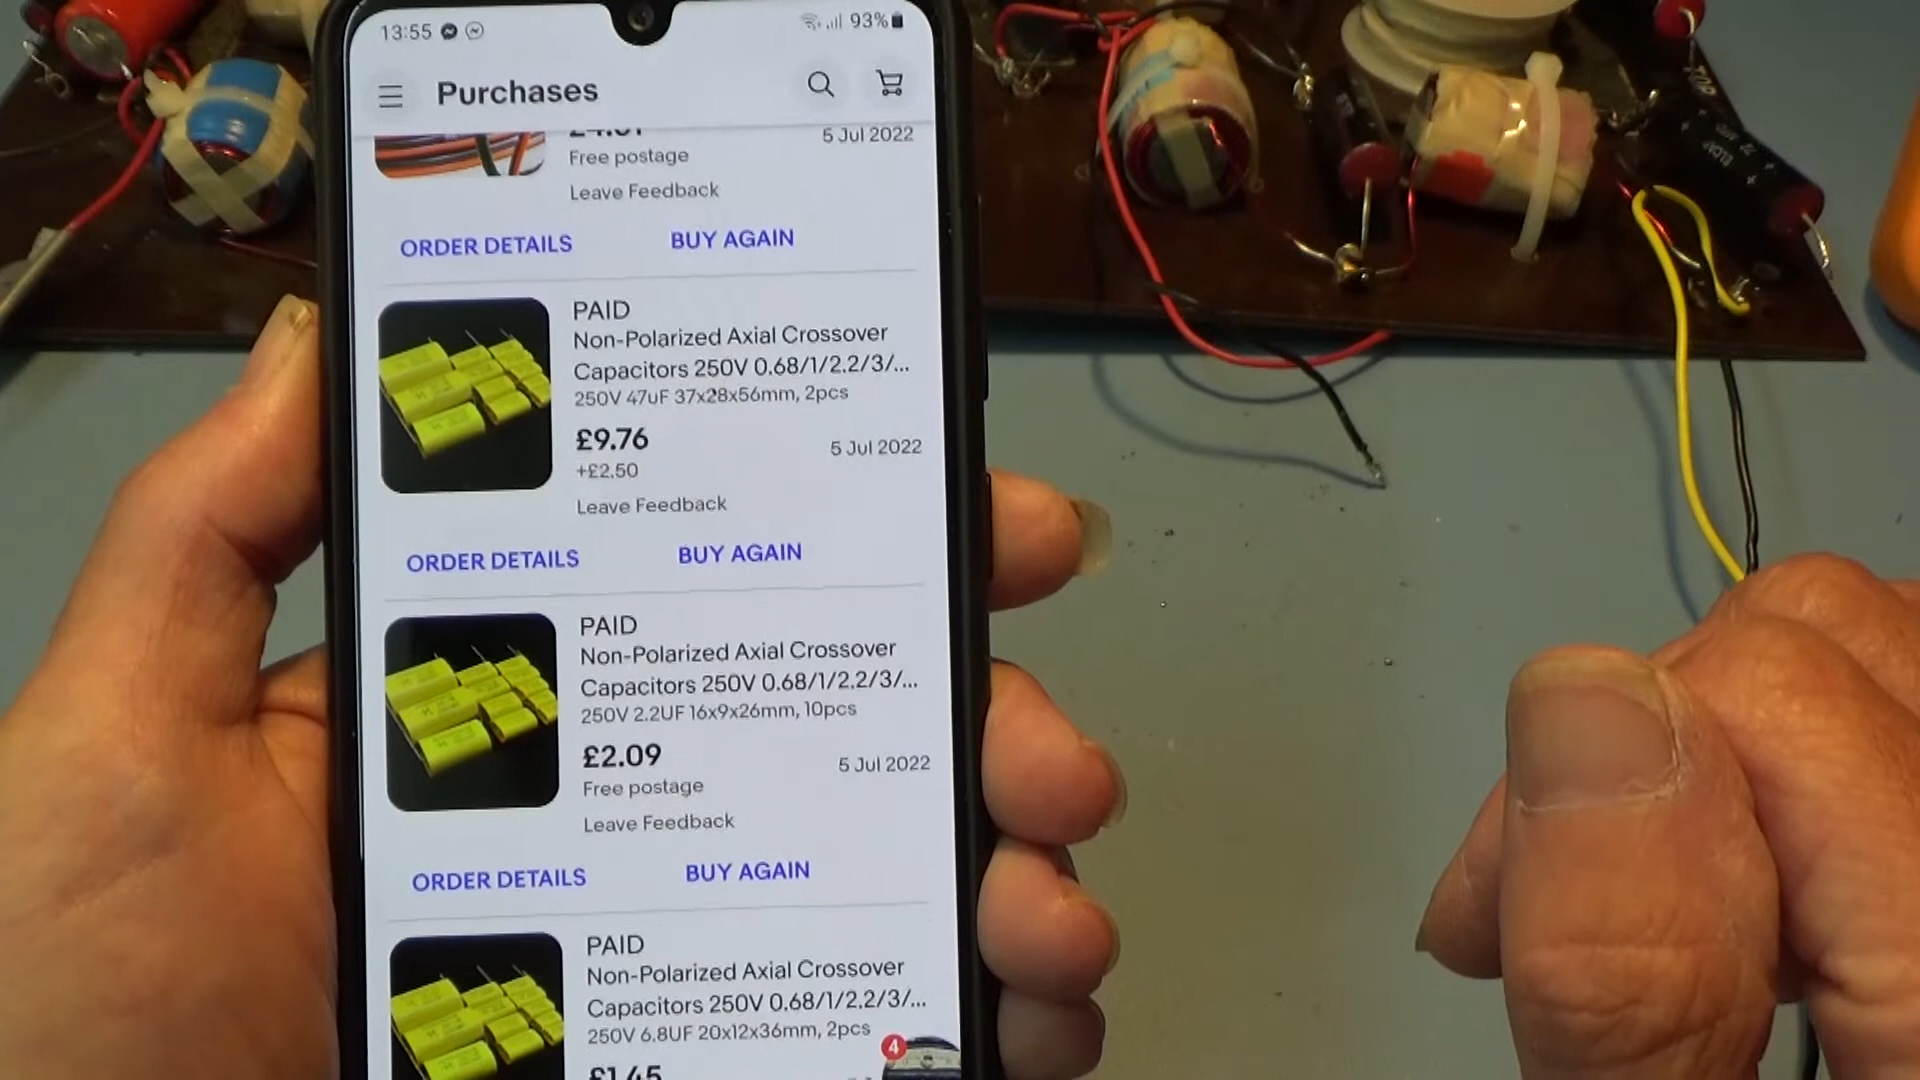 13:55
93%
Purchases
5 Jul 2022
Free postage
Leave Feedback
ORDER DETAILS
BUY AGAIN
PAID
Non-Polarized Axial Crossover
Capacitors 250V 0.68/1/2.2/3/...
250V 47uF 37x28x56mm, 2pcs
£9.76
5 Jul 2022
+£2.50
Leave Feedback
ORDER DETAILS
BUY AGAIN
PAID
Non-Polarized Axial Crossover
Capacitors 250V 0.68/1/2.2/3/...
250V 2.2UF 16x9x26mm, 10pcs
£2.09
5 Jul 2022
Free postage
Leave Feedback
ORDER DETAILS
BUY AGAIN
PAID
Non-Polarized Axial Crossover
Capacitors 250V 0.68/1/2.2/3/...
250V 6.8UF 20x12x36mm, 2pcs
4
£1.45
ELCAP